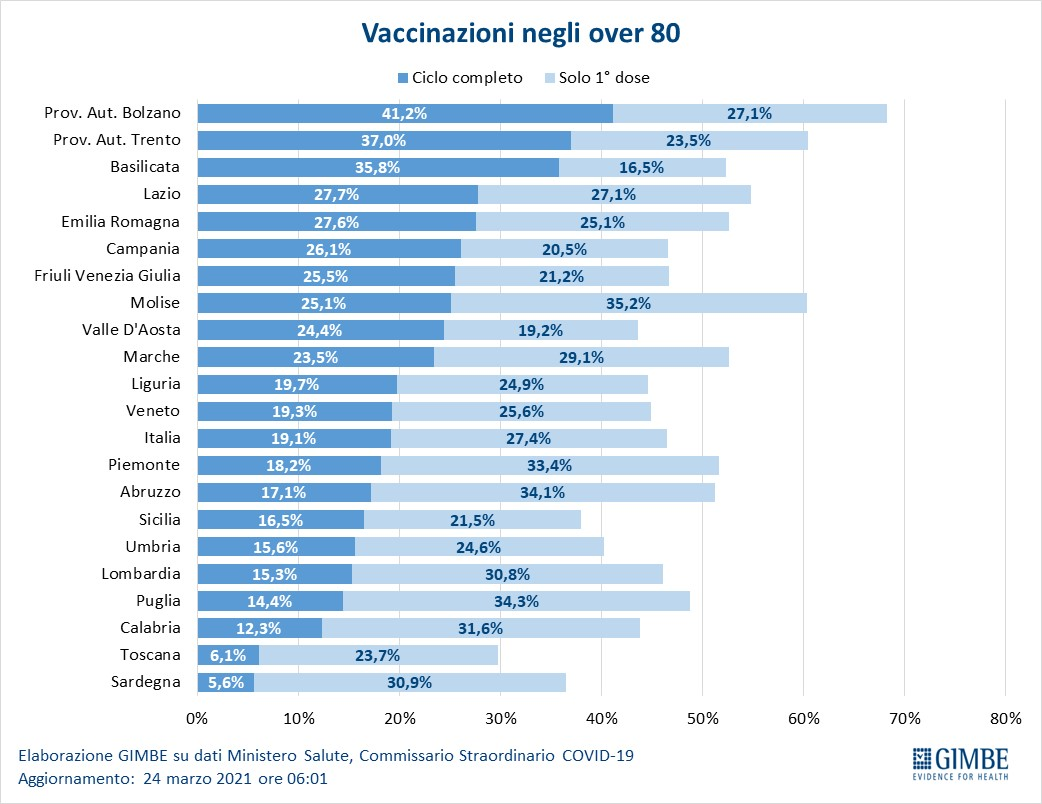 Vaccinazioni negli over 80
Ciclo completo Solo 1° dose
Prov. Aut. Bolzano 41,2% 27,1%
Prov. Aut. Trento 37,0% 23,5%
Basilicata 35,8% 16,5%
Lazio 27,7% 27,1%
Emilia Romagna 27,6% 25,1%
Campania 26,1% 20,5%
Friuli Venezia Giulia 25,5% 21,2%
Molise 25,1% 35,2%
Valle D'Aosta 24,4% 19,2%
Marche 23,5% 29,1%
Liguria 19,7% 24,9%
Veneto 19,3% 25,6%
Italia 19,1% 27,4%
Piemonte 18,2% 33,4%
Abruzzo 17,1% 34,1%
Sicilia 16,5% 21,5%
Umbria 15,6% 24,6%
Lombardia 15,3% 30,8%
Puglia 14,4% 34,3%
Calabria 12,3% 31,6%
Toscana 6,1% 23,7%
Sardegna 5,6% 30,9%
0% 10% 20% 30% 40% 50% 60% 70% 80%
Elaborazione GIMBE su dati Ministero Salute, Commissario Straordinario COVID-19
Aggiornamento: 24 marzo 2021 ore 06:01
GIMBE
EVIDENCE FOR HEALTH